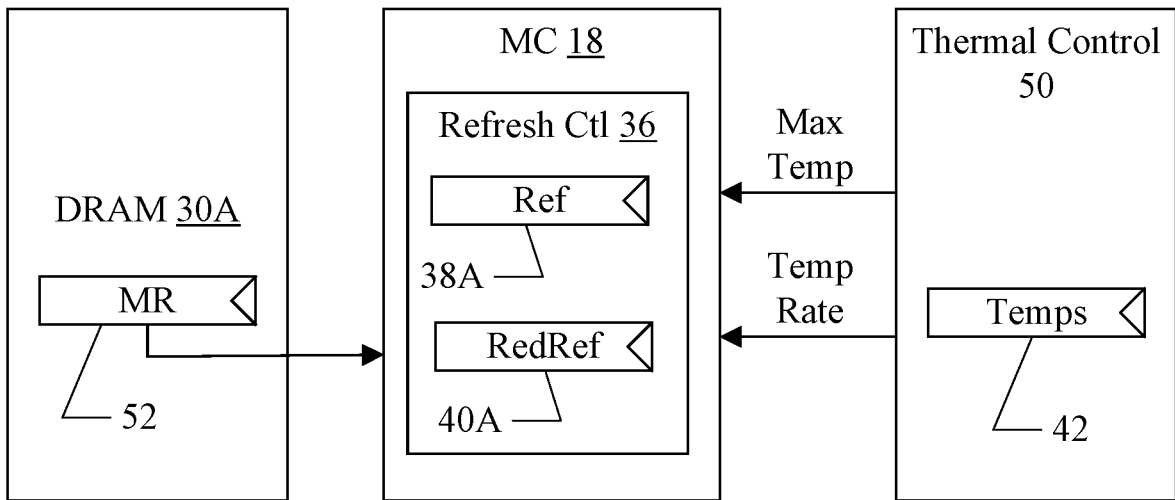 DRAM 30A
MR
52
MC 18
Refresh Ctl 36
Ref
38A
RedRef
40A
Max
Temp
Temp
Rate
Thermal Control
50
Temps
42